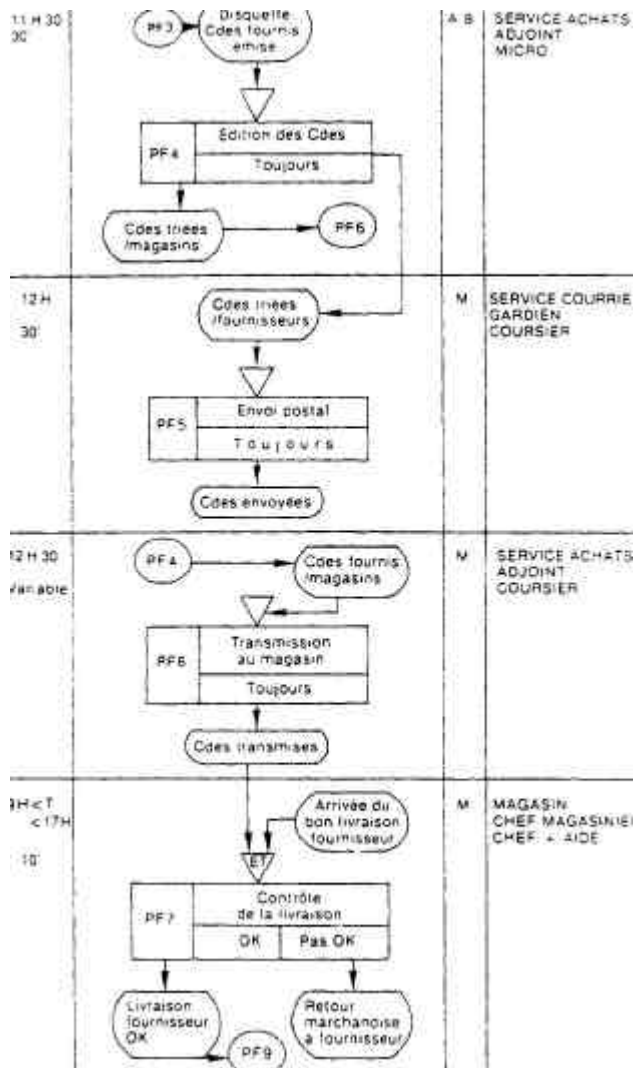 11 H 30
30'
PF3
Disquette
Cdes fournis
émise
A B
SERVICE ACHATS
ADJOINT
MICRO
PF4
Edition des Cdes
Toujours
Cdes triées
/magasins
PF6
12 H
30'
Cdes triées
/fournisseurs
M
SERVICE COURRIE
GARDIEN
COURSIER
PF5
Envoi postal
Toujours
Cdes envoyées
12 H 30
Variable
PF4
Cdes fournis
/magasins
M
SERVICE ACHATS
ADJOINT
COURSIER
PF6
Transmission
au magasin
Toujours
Cdes transmises
9H<T
<17H
10'
Arrivée du
bon livraison
fournisseur
M
MAGASIN
CHEF MAGASINIE
CHEF + AIDE
ET
PF7
Contrôle
de la livraison
OK
Pas OK
Livraison
fournisseur
OK
Retour
marchandise
à fournisseur
PF9